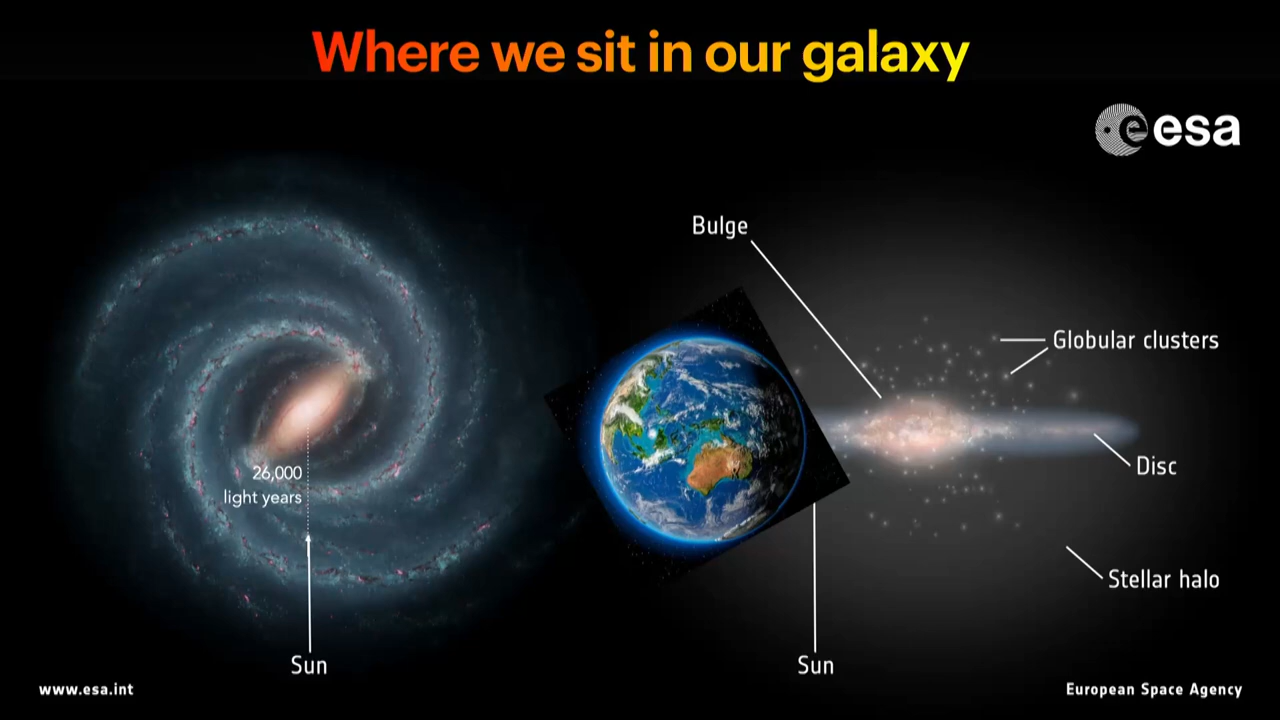 Where we sit in our galaxy
esa
Bulge
Globular clusters
Disc
26,000
light years
Stellar halo
Sun
Sun
www.esa.int
European Space Agency